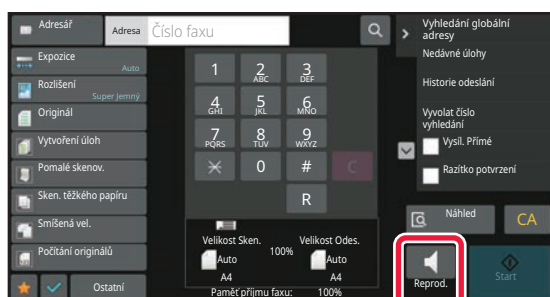 Adresář
Adresa
Číslo faxu
Vyhledání globální
adresy
Expozice
Auto
Rozlišení
Super Jemný
Originál
Vytvoření úloh
Pomalé skenov.
Sken. těžkého papíru
Smíšená vel.
Počítání originálů
Ostatní
1
2
ABC
3
DEF
4
GHI
5
JKL
6
MNO
7
PQRS
8
TUV
9
WXYZ
0
#
C
R
Velikost Sken.
100%
Velikost Odes.
Auto
Auto
A4
A4
Paměť příjmu faxu: 100%
Nedávné úlohy
Historie odeslání
Vyvolat číslo
vyhledání
Vysíl. Přímé
Razítko potvrzení
Náhled
CA
Reprod.
Start